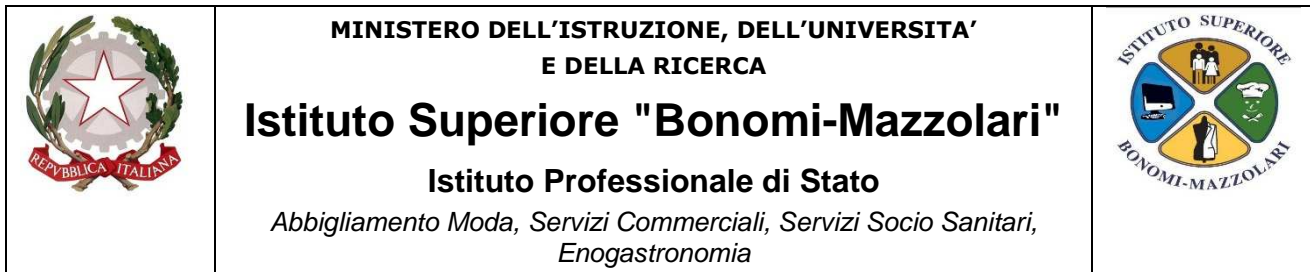 REPVBBLICA ITALIANA
MINISTERO DELL’ISTRUZIONE, DELL’UNIVERSITA’
E DELLA RICERCA
Istituto Superiore "Bonomi-Mazzolari"
Istituto Professionale di Stato
Abbigliamento Moda, Servizi Commerciali, Servizi Socio Sanitari,
Enogastronomia
ISTITUTO SUPERIORE
BONOMI-MAZZOLARI